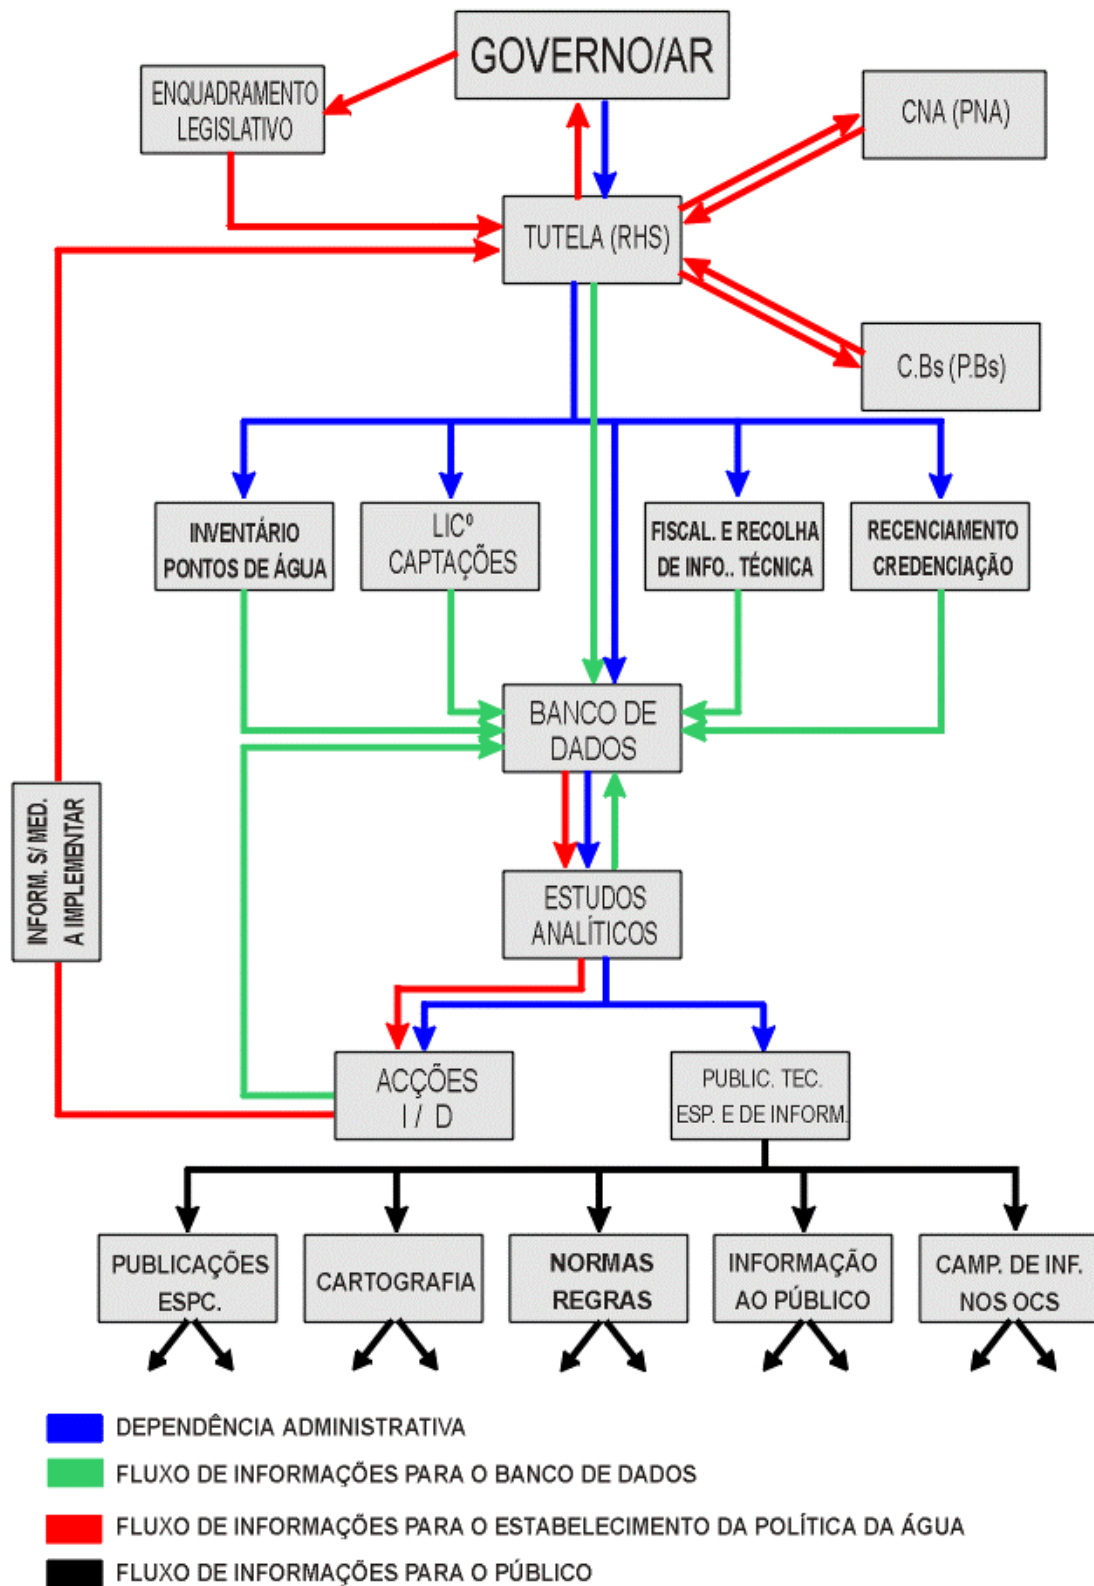 GOVERNO/AR
ENQUADRAMENTO
LEGISLATIVO
CNA (PNA)
TUTELA (RHS)
C.Bs (P.Bs)
INVENTÁRIO
PONTOS DE ÁGUA
LICº
CAPTAÇÕES
FISCAL. E RECOLHA
DE INFO.. TÉCNICA
RECENCIAMENTO
CREDENCIAÇÃO
BANCO DE
DADOS
INFORM. S/ MED.
A IMPLEMENTAR
ESTUDOS
ANALÍTICOS
ACÇÕES
I / D
PUBLIC. TEC.
ESP. E DE INFORM.
PUBLICAÇÕES
ESPC.
CARTOGRAFIA
NORMAS
REGRAS
INFORMAÇÃO
AO PÚBLICO
CAMP. DE INF.
NOS OCS
DEPENDÊNCIA ADMINISTRATIVA
FLUXO DE INFORMAÇÕES PARA O BANCO DE DADOS
FLUXO DE INFORMAÇÕES PARA O ESTABELECIMENTO DA POLÍTICA DA ÁGUA
FLUXO DE INFORMAÇÕES PARA O PÚBLICO